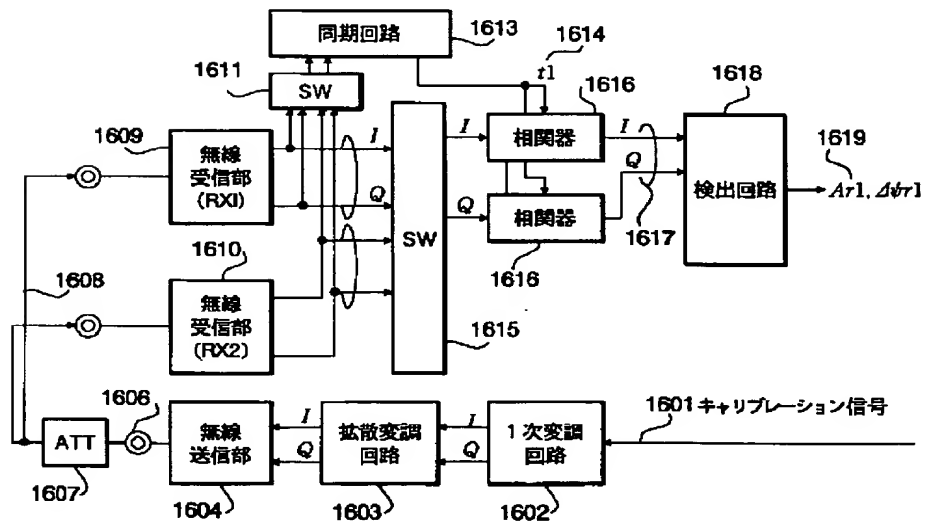 同期回路
1613
1614
1611
SW
t1
1616
1618
1609
I
I
相関器
I
1619
無線
受信部
(RX1)
Q
Q
検出回路
Ar1, Δψr1
Q
相関器
1617
SW
1610
1616
1608
無線
受信部
(RX2)
1615
1606
1601 キャリブレーション信号
ATT
無線
送信部
I
Q
拡散変調
回路
I
Q
1次変調
回路
1607
1604
1603
1602